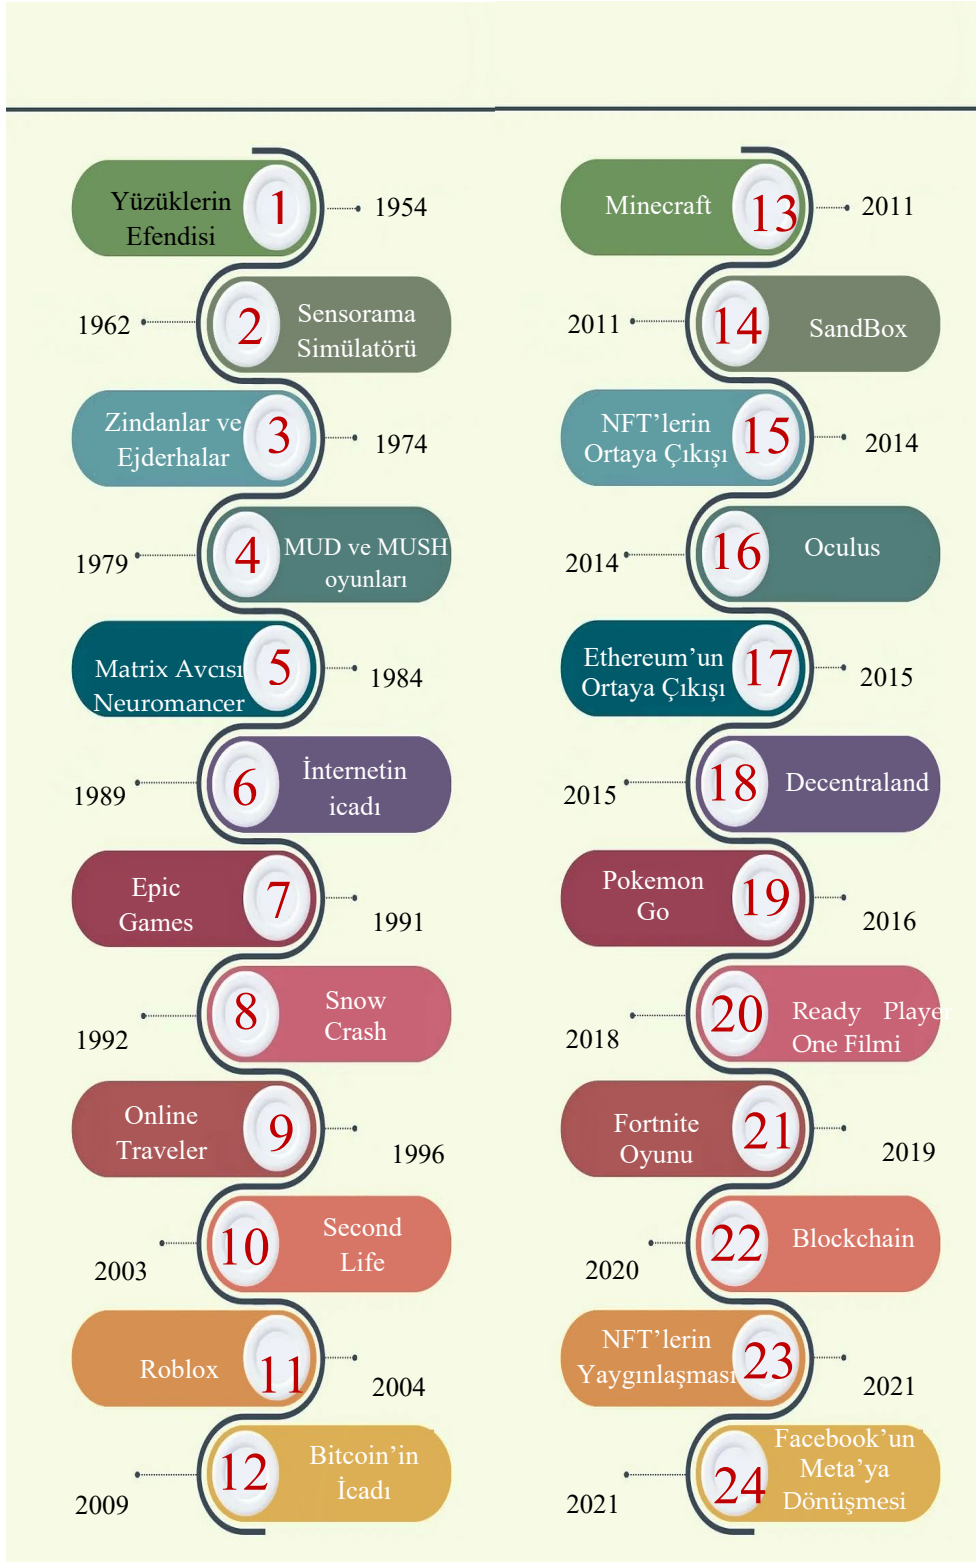 Yüzüklerin
Efendisi
1
1954
1962
2
Sensorama
Simülatörü
Zindanlar ve
Ejderhalar
3
1974
1979
4
MUD ve MUSH
oyunları
Matrix Avcısı
Neuromancer
5
1984
1989
6
İnternetin
icadı
Epic
Games
7
1991
1992
8
Snow
Crash
Online
Traveler
9
1996
2003
10
Second
Life
Roblox
11
2004
2009
12
Bitcoin’in
İcadı
Minecraft
13
2011
2011
14
SandBox
NFT’lerin
Ortaya Çıkışı
15
2014
2014
16
Oculus
Ethereum’un
Ortaya Çıkışı
17
2015
2015
18
Decentraland
Pokemon
Go
19
2016
2018
20
Ready Player
One Filmi
Fortnite
Oyunu
21
2019
2020
22
Blockchain
NFT’lerin
Yaygınlaşması
23
2021
2021
24
Facebook’un
Meta’ya
Dönüşmesi